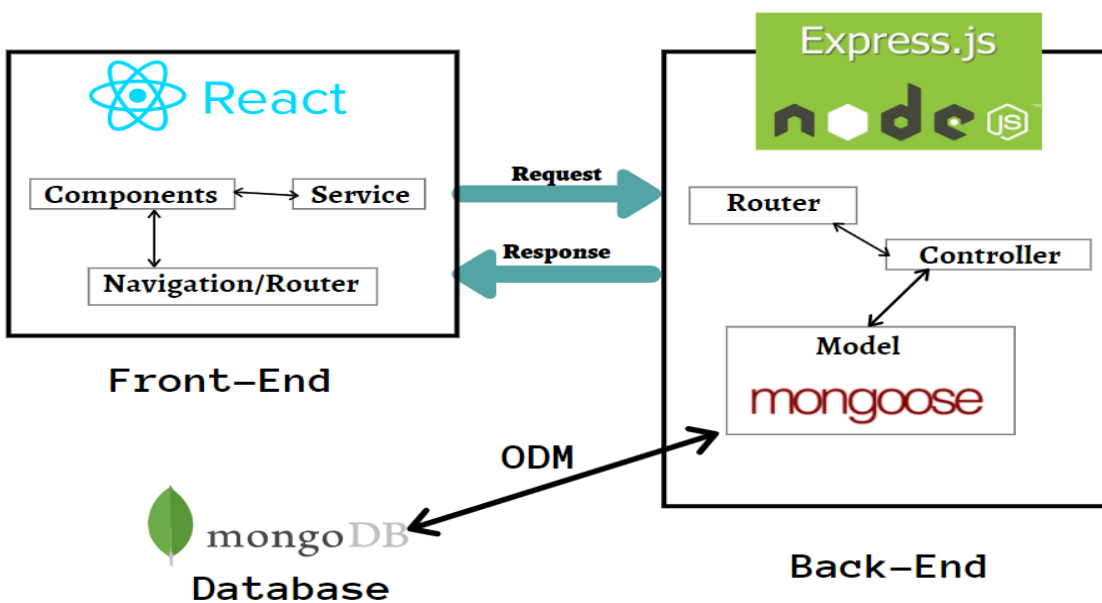 React
Components
Service
Navigation/Router
Front-End
Request
Response
Express.js
node
JS
TM
Router
Controller
Model
mongoose
Back-End
ODM
mongoDB
Database